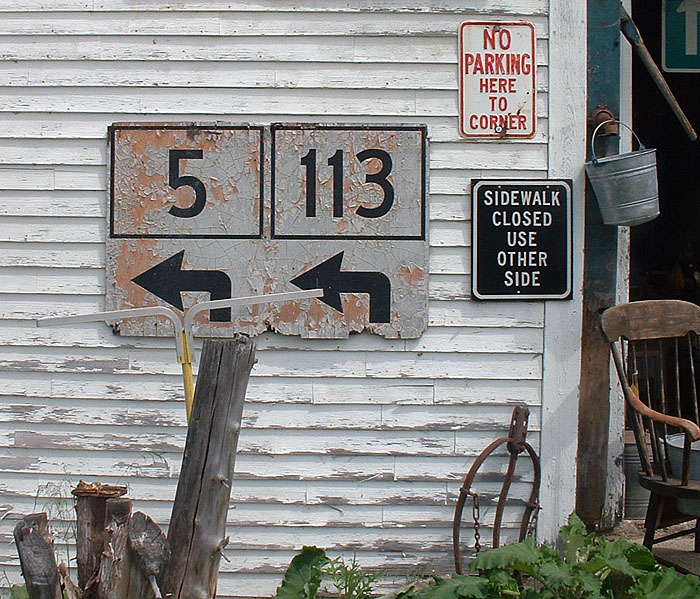 NO
PARKING
HERE
TO
CORNER
5 113
SIDEWALK
CLOSED
USE
OTHER
SIDE